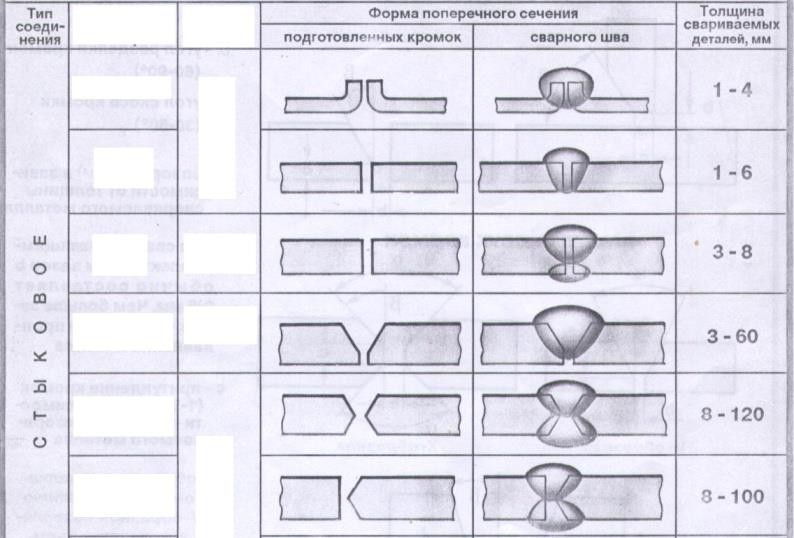 Тип
соеди-
нения
Форма поперечного сечения
подготовленных кромок
сварного шва
Толщина
свариваемых
деталей, мм
СТЫКОВОЕ
1 - 4
1 - 6
3 - 8
3 - 60
8 - 120
8 - 100